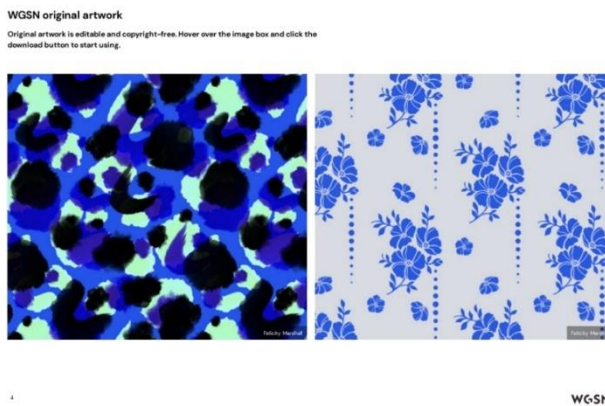 WGSN original artwork
Original artwork is editable and copyright-free. Hover over the image box and click the
download button to start using.
Felicity Marshall
Felicity
4
WGSN